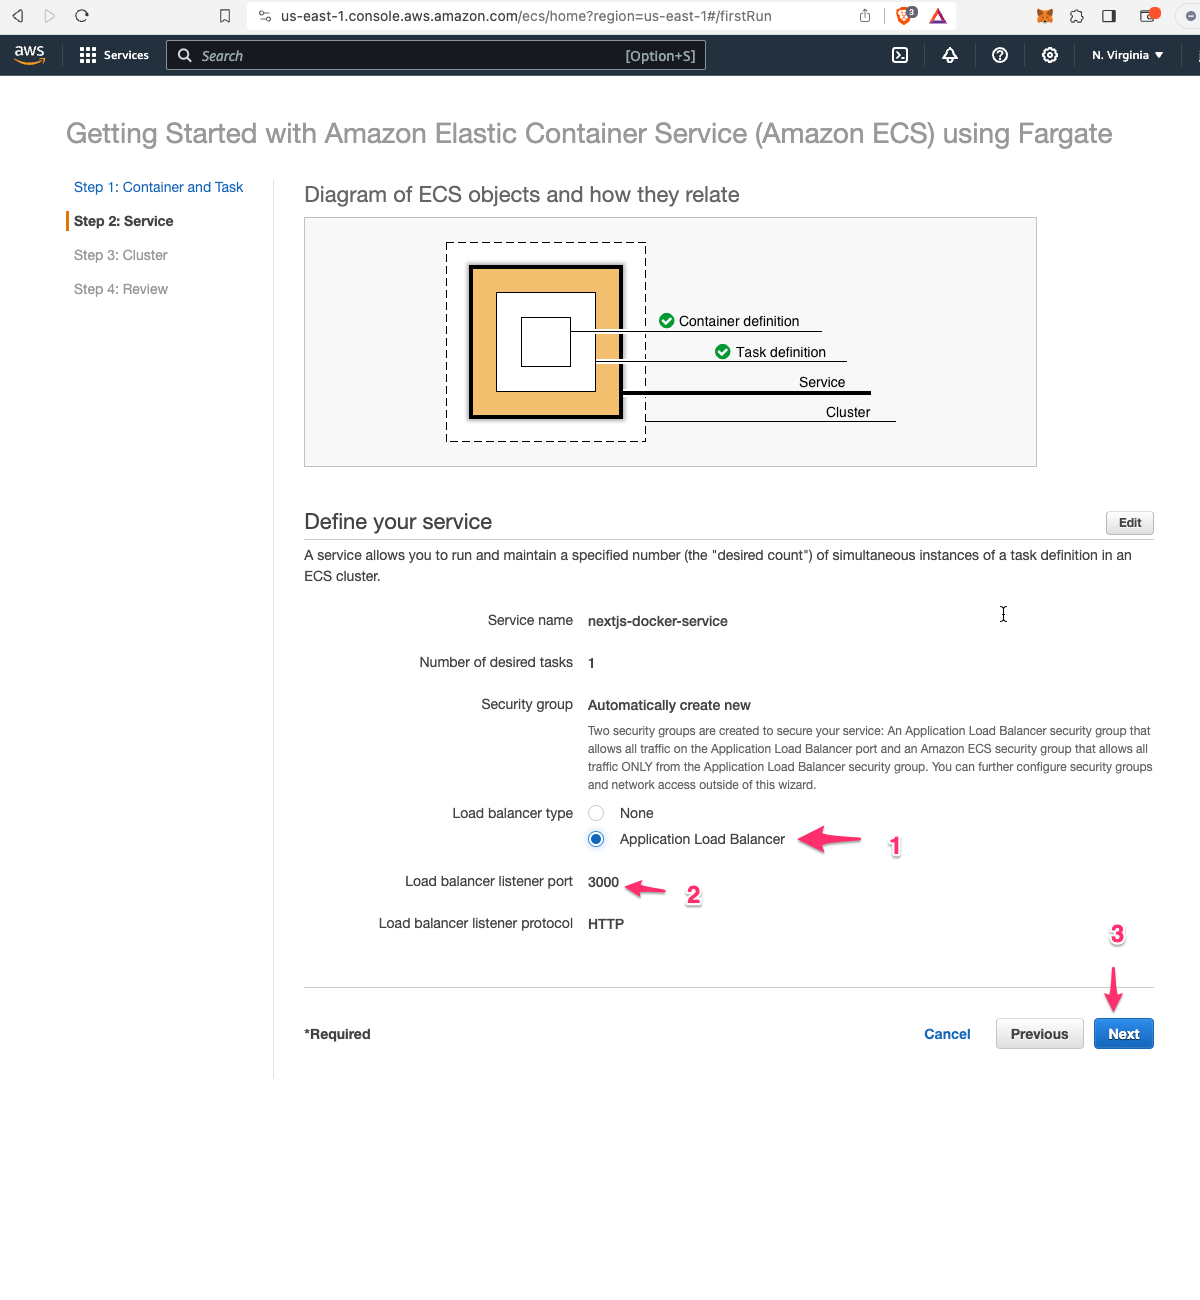 us-east-1.console.aws.amazon.com/ecs/home?region=us-east-1#/firstRun
3
aws
Services
Search
[Option+S]
N. Virginia
Getting Started with Amazon Elastic Container Service (Amazon ECS) using Fargate
Step 1: Container and Task
Step 2: Service
Step 3: Cluster
Step 4: Review
Diagram of ECS objects and how they relate
Container definition
Task definition
Service
Cluster
Define your service
Edit
A service allows you to run and maintain a specified number (the "desired count") of simultaneous instances of a task definition in an
ECS cluster.
Service name nextjs-docker-service
Number of desired tasks 1
Security group Automatically create new
Two security groups are created to secure your service: An Application Load Balancer security group that
allows all traffic on the Application Load Balancer port and an Amazon ECS security group that allows all
traffic ONLY from the Application Load Balancer security group. You can further configure security groups
and network access outside of this wizard.
Load balancer type None
Application Load Balancer 1
Load balancer listener port 3000 2
Load balancer listener protocol HTTP
3
*Required
Cancel
Previous
Next